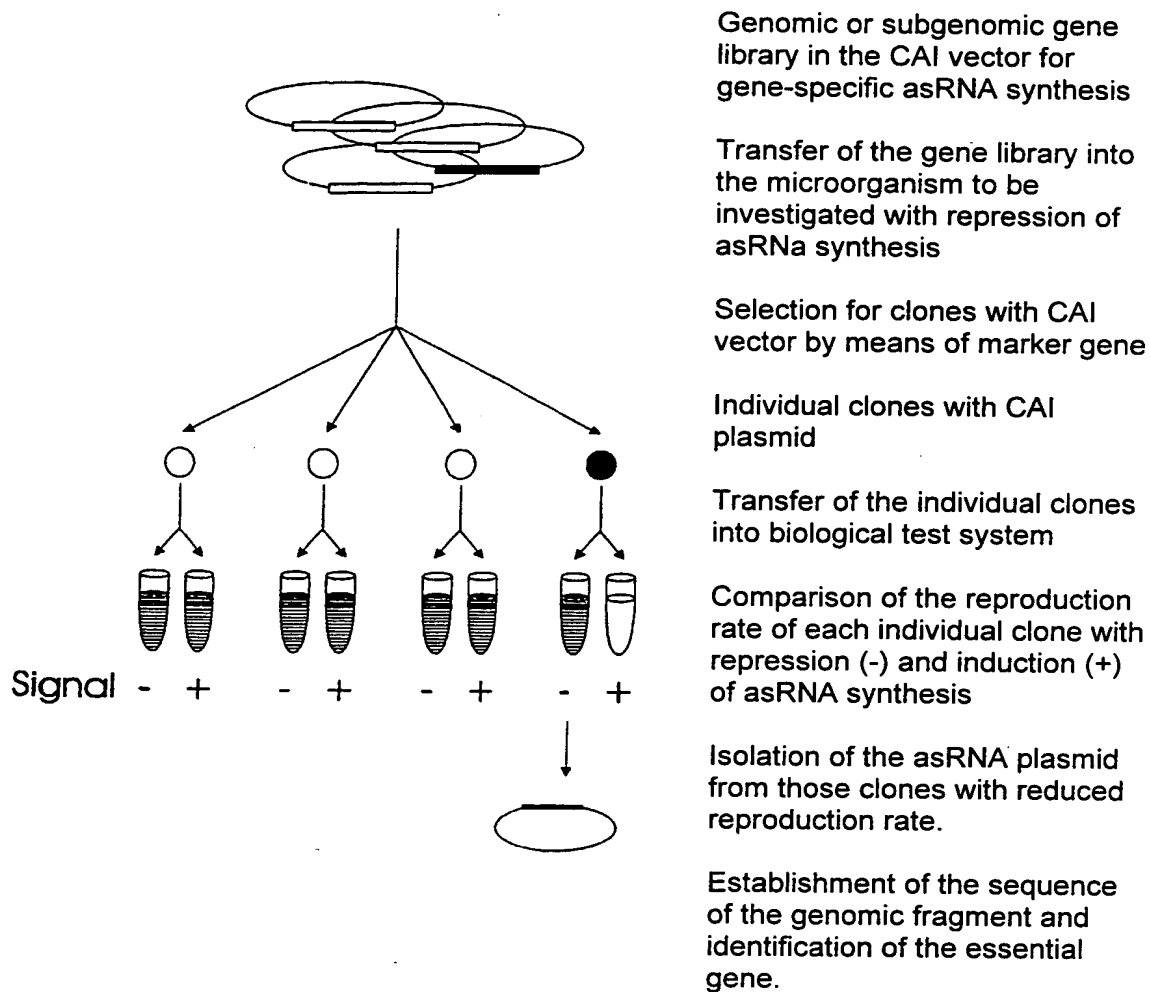 Genomic or subgenomic gene
library in the CAI vector for
gene-specific asRNA synthesis
Transfer of the gene library into
the microorganism to be
investigated with repression of
asRNa synthesis
Selection for clones with CAI
vector by means of marker gene
Individual clones with CAI
plasmid
Transfer of the individual clones
into biological test system
Comparison of the reproduction
rate of each individual clone with
repression (-) and induction (+)
of asRNA synthesis
Signal - + - + - + - +
Isolation of the asRNA plasmid
from those clones with reduced
reproduction rate.
Establishment of the sequence
of the genomic fragment and
identification of the essential
gene.